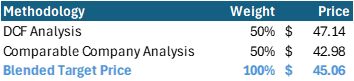 Methodology Weight Price
DCF Analysis 50% $ 47.14
Comparable Company Analysis 50% $ 42.98
Blended Target Price 100% $ 45.06